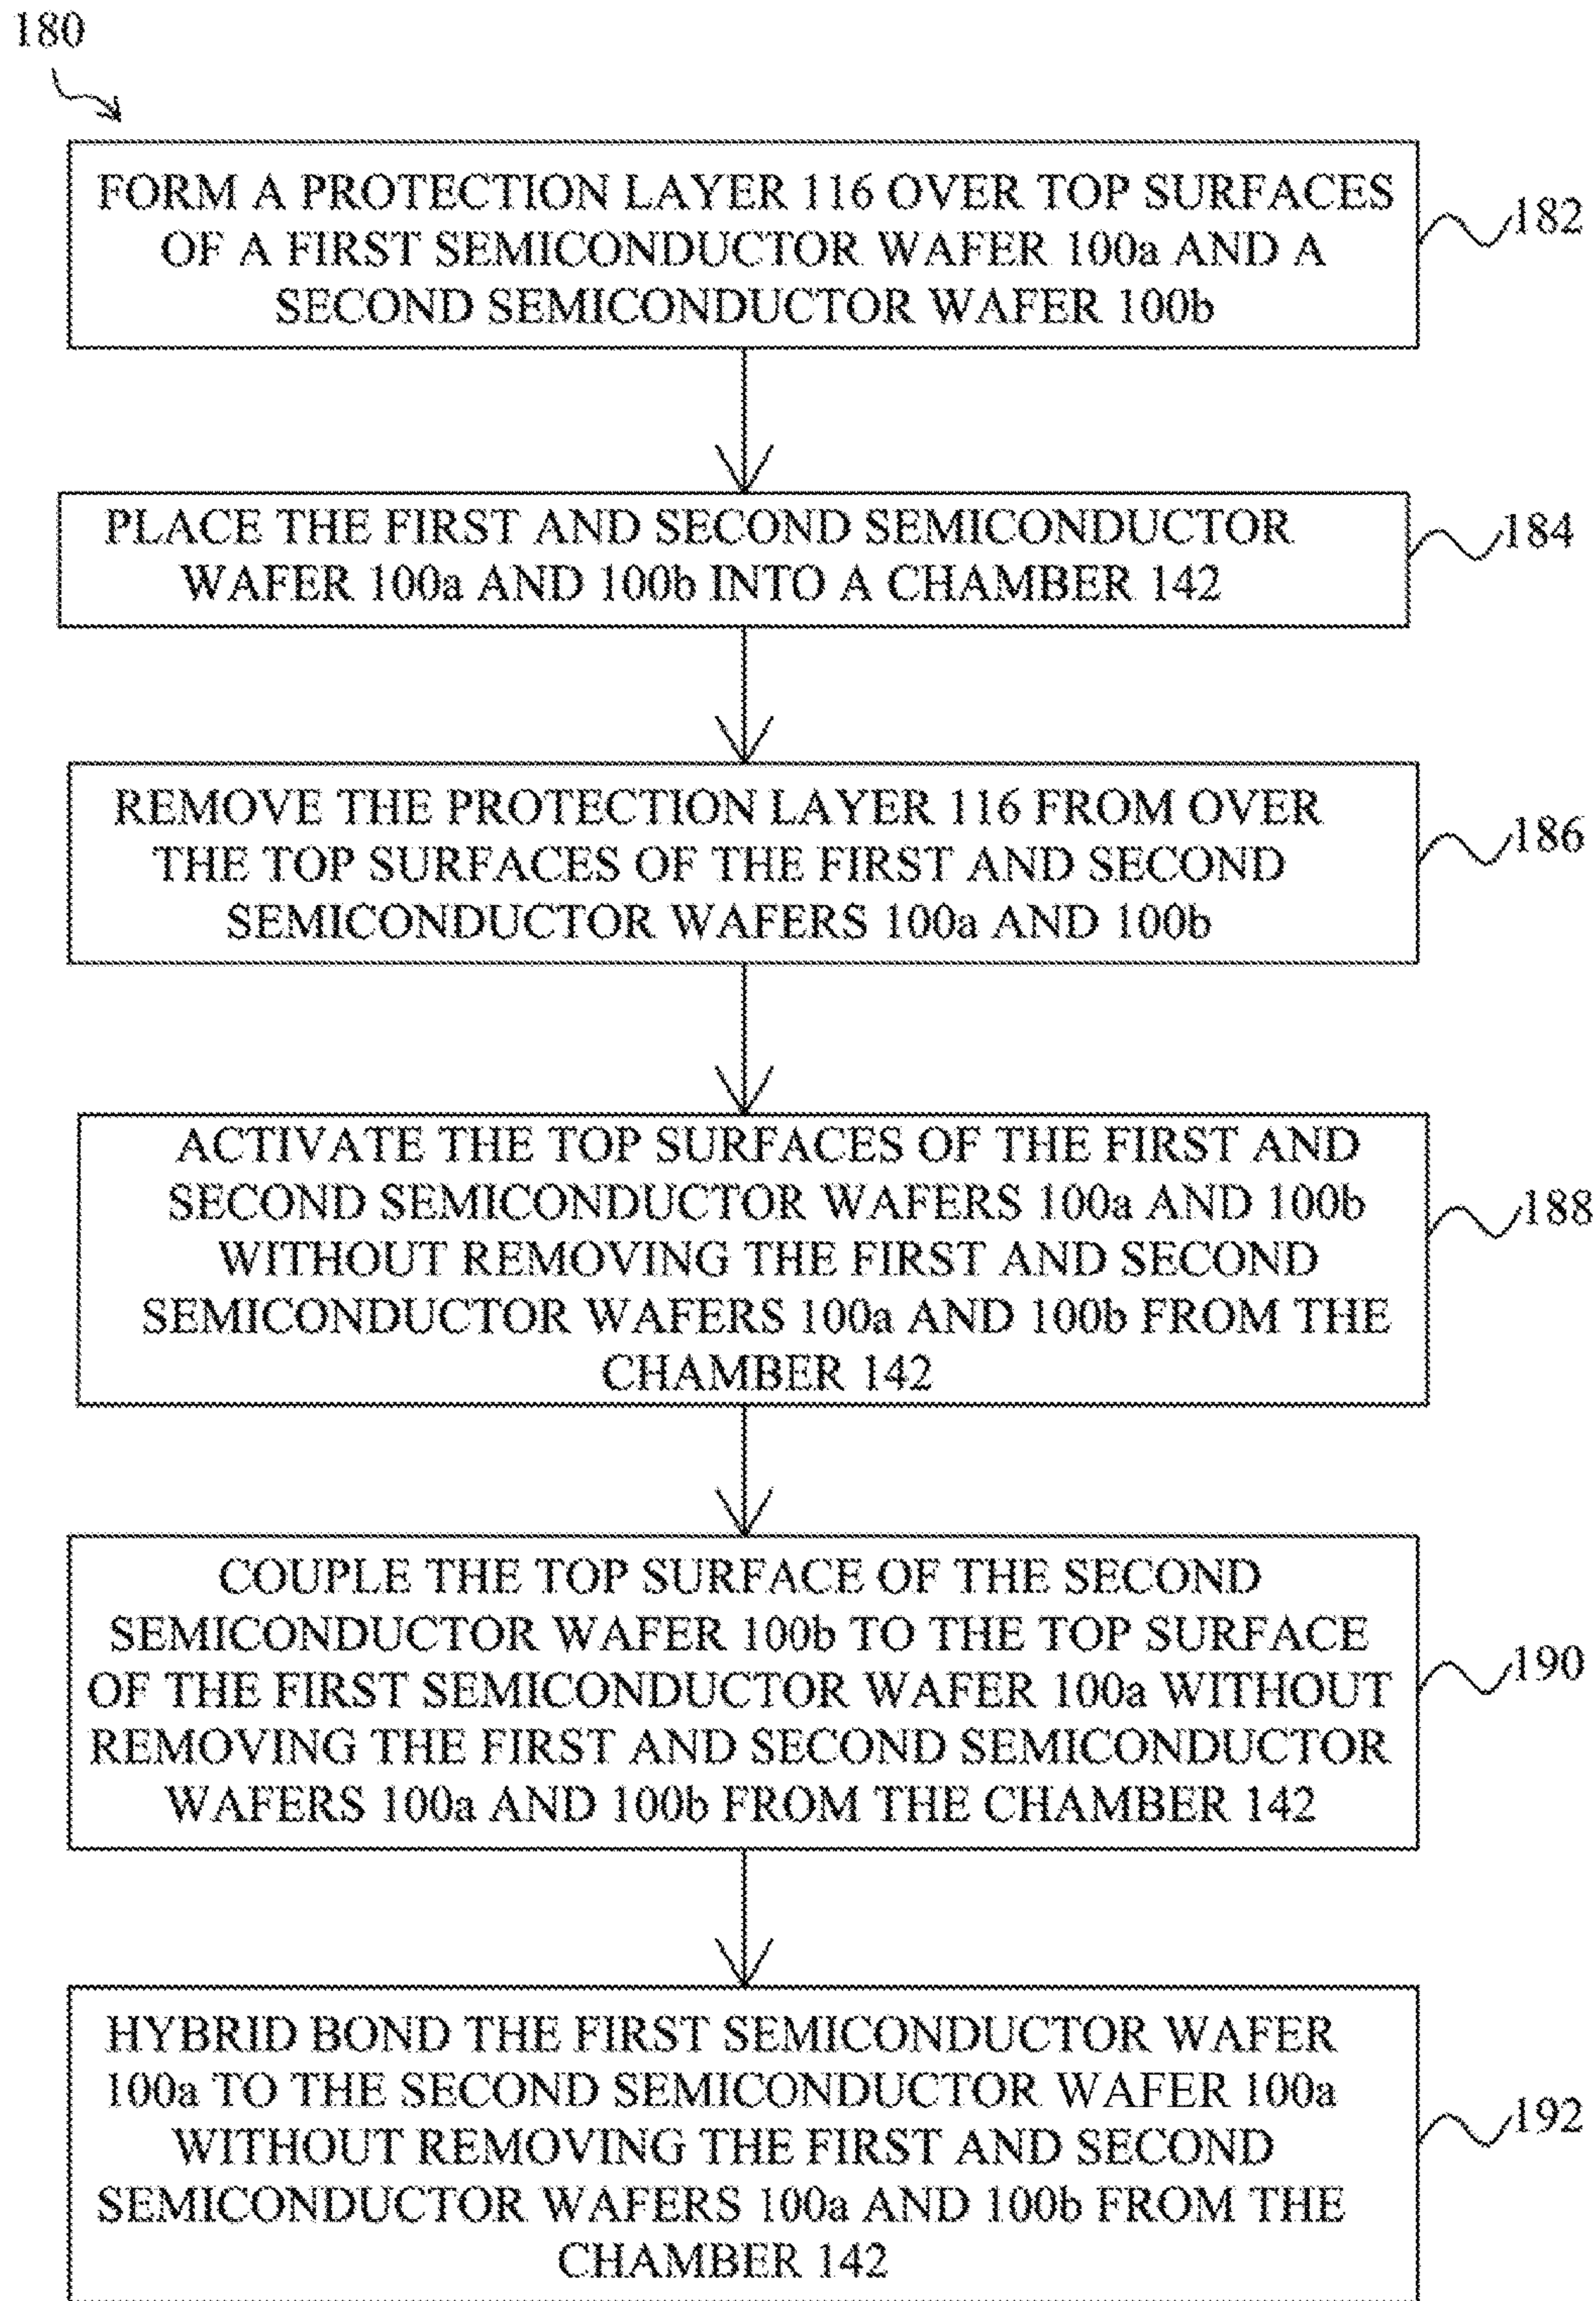 180
FORM A PROTECTION LAYER 116 OVER TOP SURFACES
OF A FIRST SEMICONDUCTOR WAFER 100a AND A
SECOND SEMICONDUCTOR WAFER 100b
182
PLACE THE FIRST AND SECOND SEMICONDUCTOR
WAFER 100a AND 100b INTO A CHAMBER 142
184
REMOVE THE PROTECTION LAYER 116 FROM OVER
THE TOP SURFACES OF THE FIRST AND SECOND
SEMICONDUCTOR WAFERS 100a AND 100b
186
ACTIVATE THE TOP SURFACES OF THE FIRST AND
SECOND SEMICONDUCTOR WAFERS 100a AND 100b
WITHOUT REMOVING THE FIRST AND SECOND
SEMICONDUCTOR WAFERS 100a AND 100b FROM THE
CHAMBER 142
188
COUPLE THE TOP SURFACE OF THE SECOND
SEMICONDUCTOR WAFER 100b TO THE TOP SURFACE
OF THE FIRST SEMICONDUCTOR WAFER 100a WITHOUT
REMOVING THE FIRST AND SECOND SEMICONDUCTOR
WAFERS 100a AND 100b FROM THE CHAMBER 142
190
HYBRID BOND THE FIRST SEMICONDUCTOR WAFER
100a TO THE SECOND SEMICONDUCTOR WAFER 100a
WITHOUT REMOVING THE FIRST AND SECOND
SEMICONDUCTOR WAFERS 100a AND 100b FROM THE
CHAMBER 142
192